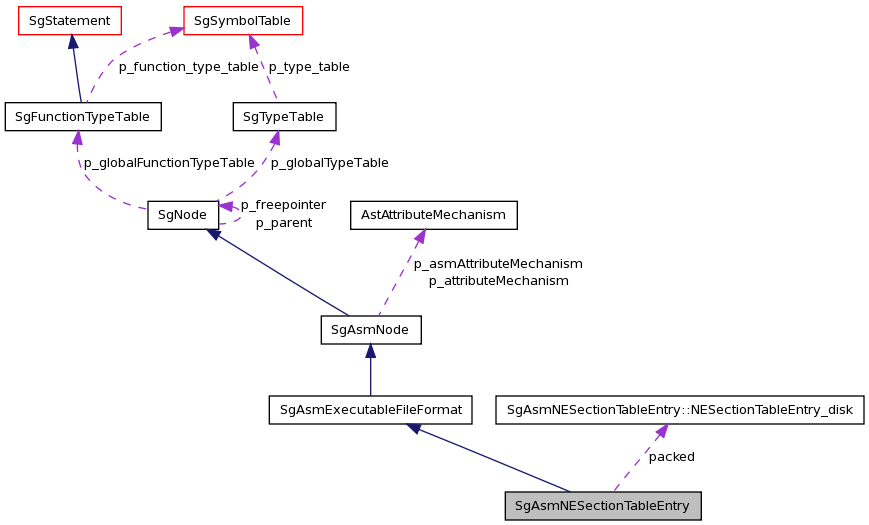 SgStatement
SgSymbolTable
p_function_type_table
p_type_table
SgFunctionTypeTable
SgTypeTable
p_globalFunctionTypeTable
p_globalTypeTable
SgNode
p_freepointer
p_parent
AstAttributeMechanism
p_asmAttributeMechanism
p_attributeMechanism
SgAsmNode
SgAsmExecutableFileFormat
SgAsmNESectionTableEntry::NESectionTableEntry_disk
packed
SgAsmNESectionTableEntry